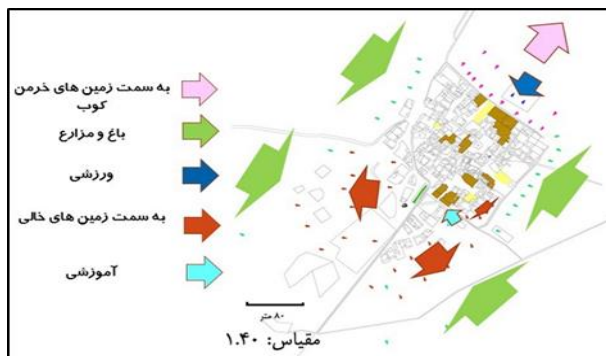 به سمت زمین های خرمن
کوب
باغ و مزارع
ورزشی
به سمت زمین های خالی
آموزشی
۸۰ متر
مقیاس: ۱.۴۰